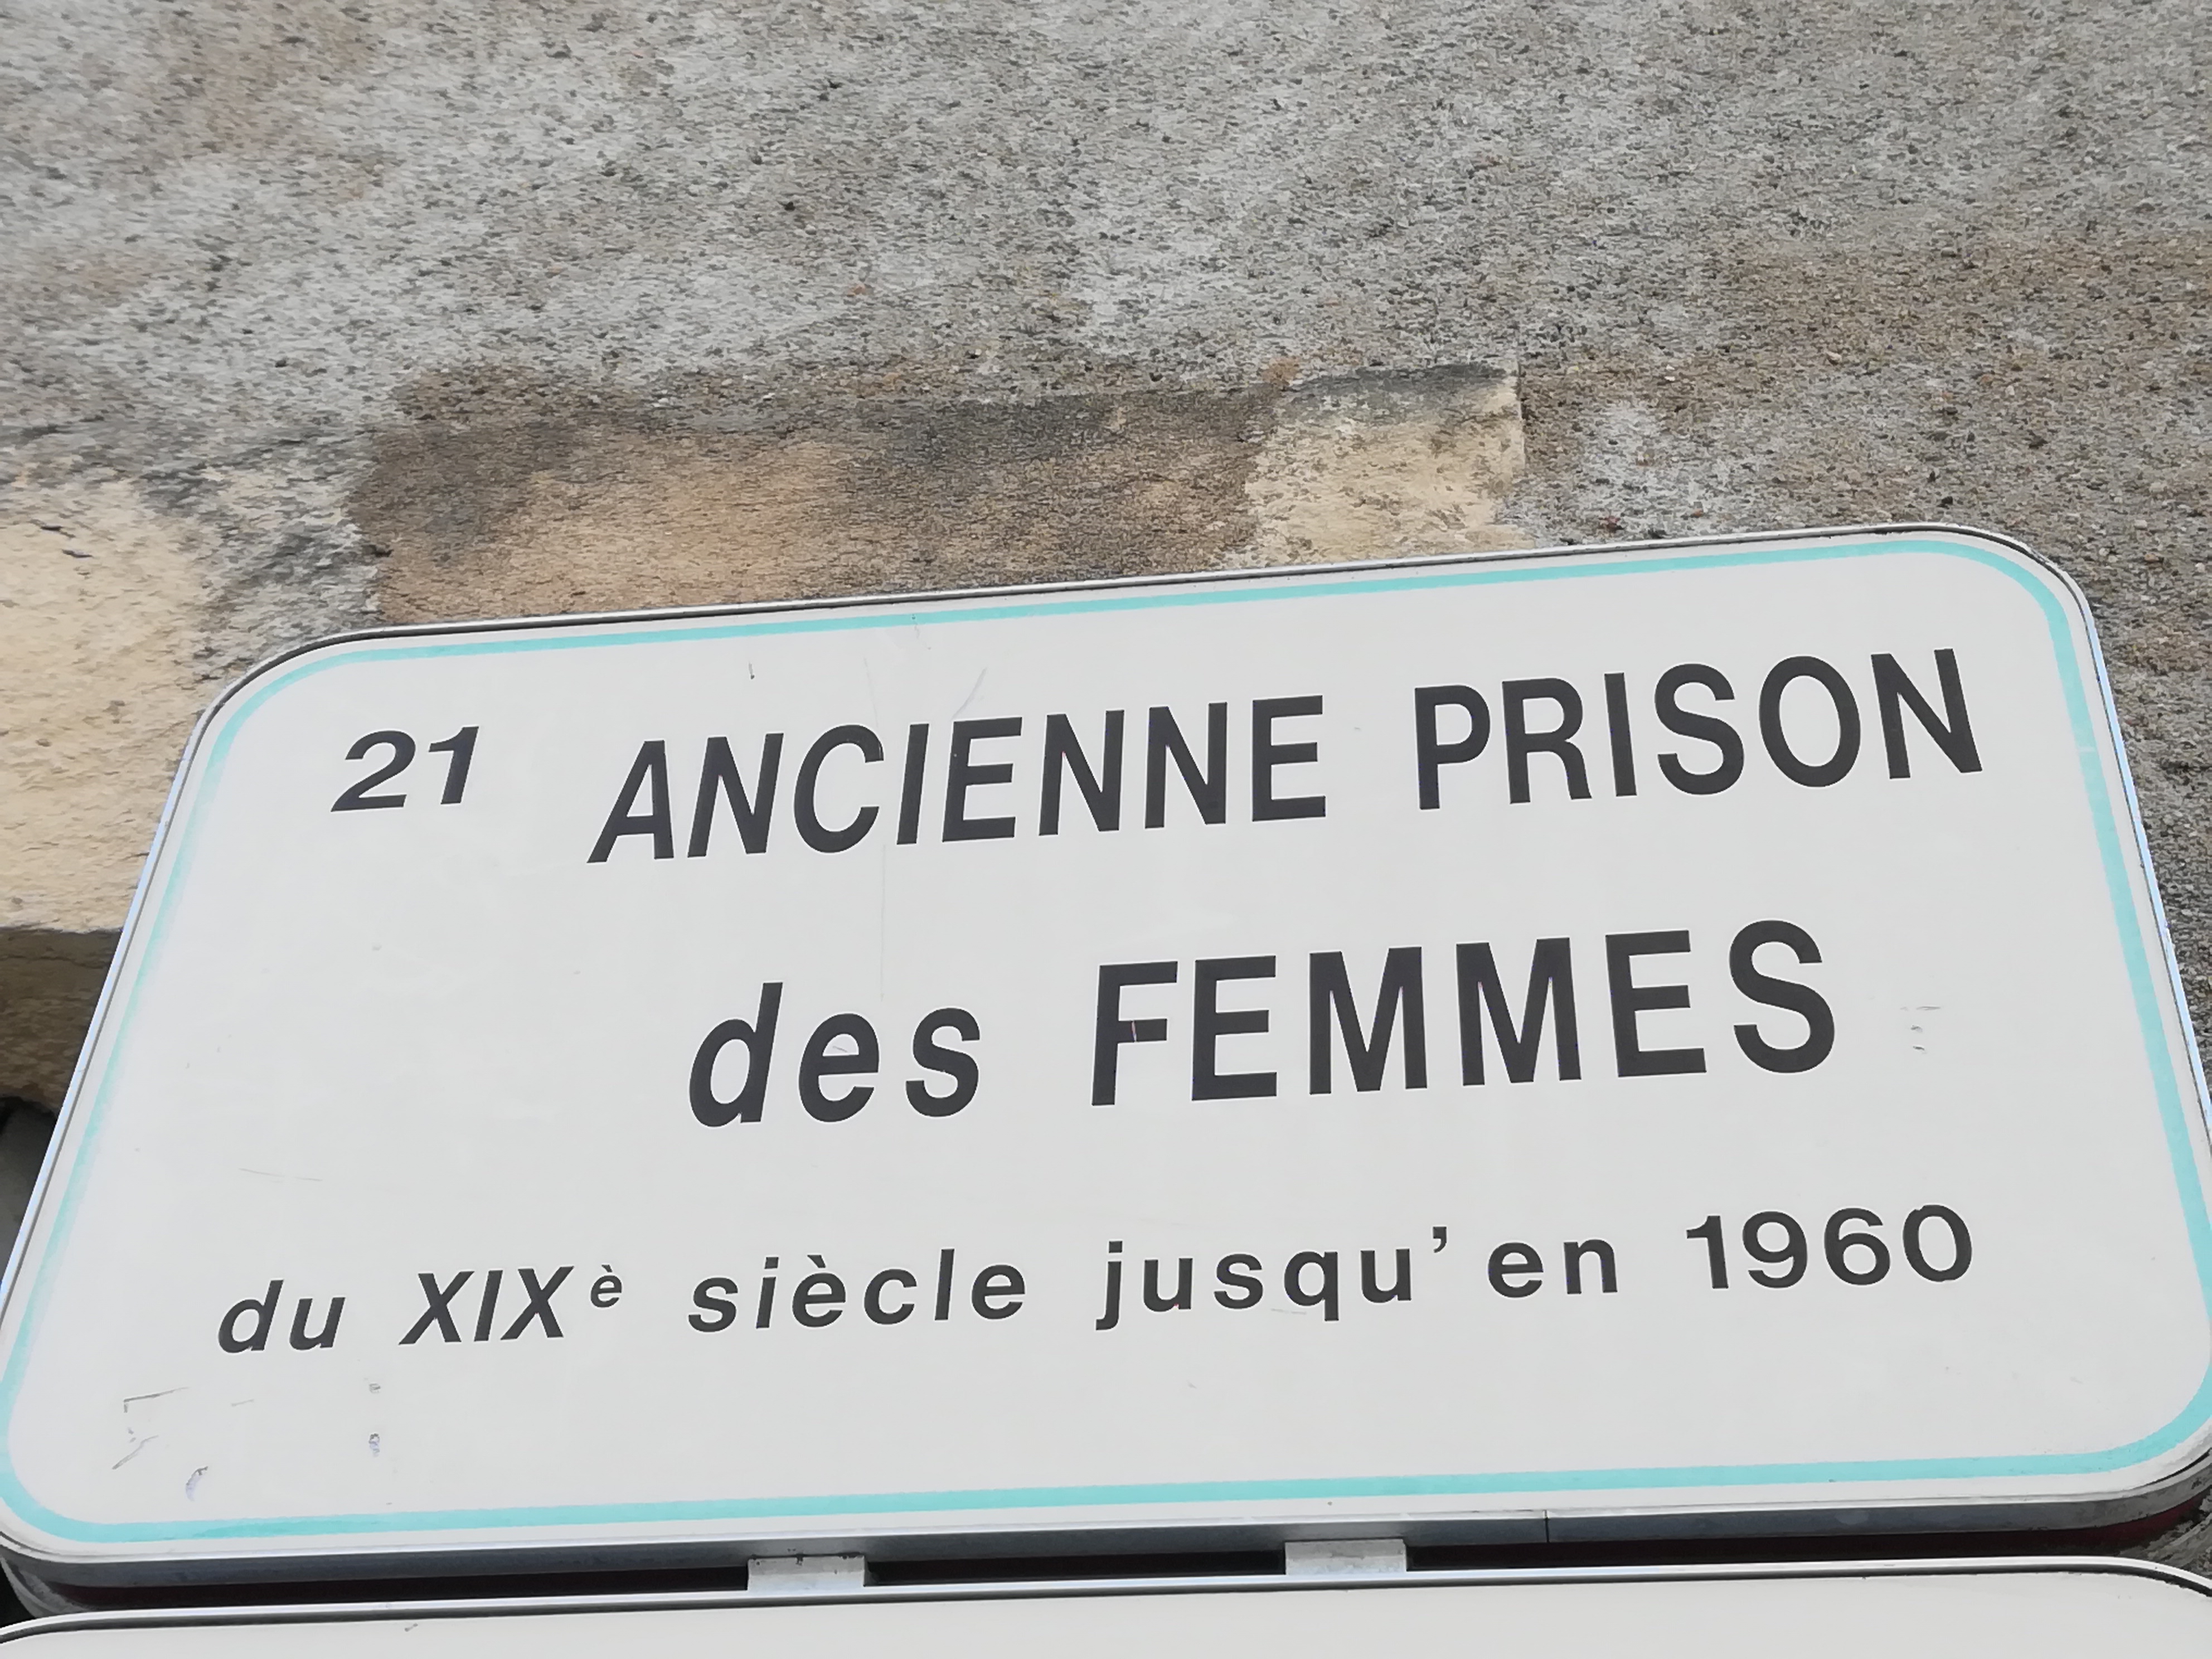 21 ANCIENNE PRISON
des FEMMES
du XIXè siècle jusqu'en 1960